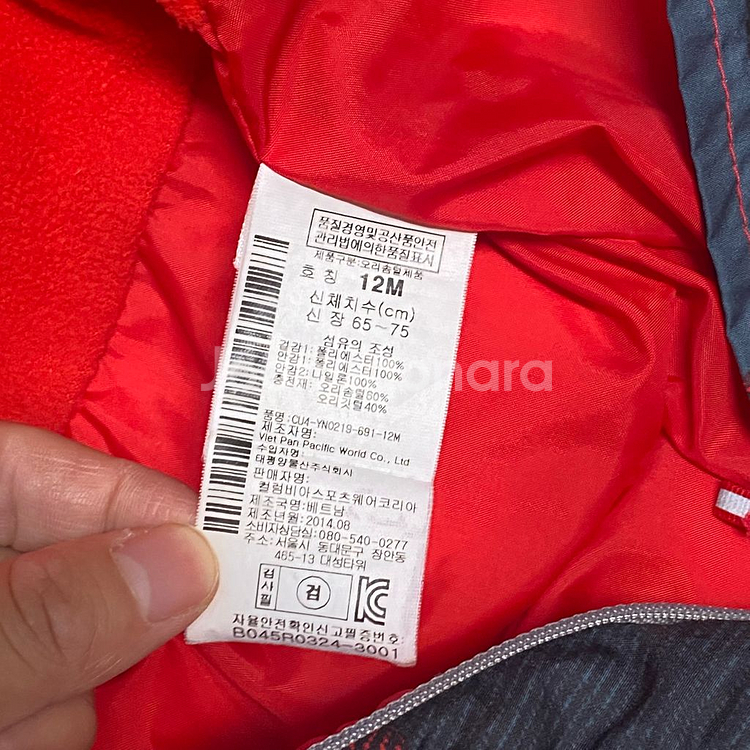 품질경영및공산품안전
관리법에의한품질표시
제품구분:오리솜털제품
호 칭 12M
신체치수(cm)
신 장 65~75
섬유의 조성
겉감1: 폴리에스터100%
안감1: 폴리에스터100%
안감2: 나일론100%
충전재: 오리솜털60%
오리깃털40%
품명: CU4-YN0219-691-12M
제조자명:
Viet Pan Pacific World Co., Ltd
수입자명:
태평양물산주식회사
판매자명:
컬럼비아스포츠웨어코리아
제조국명:베트남
제조년월:2014.08
소비자상담실:080-540-0277
주소:서울시 동대문구 장안동
465-13 대성타워
검사필 검
자율안전확인신고필증번호:
B045R0324-3001